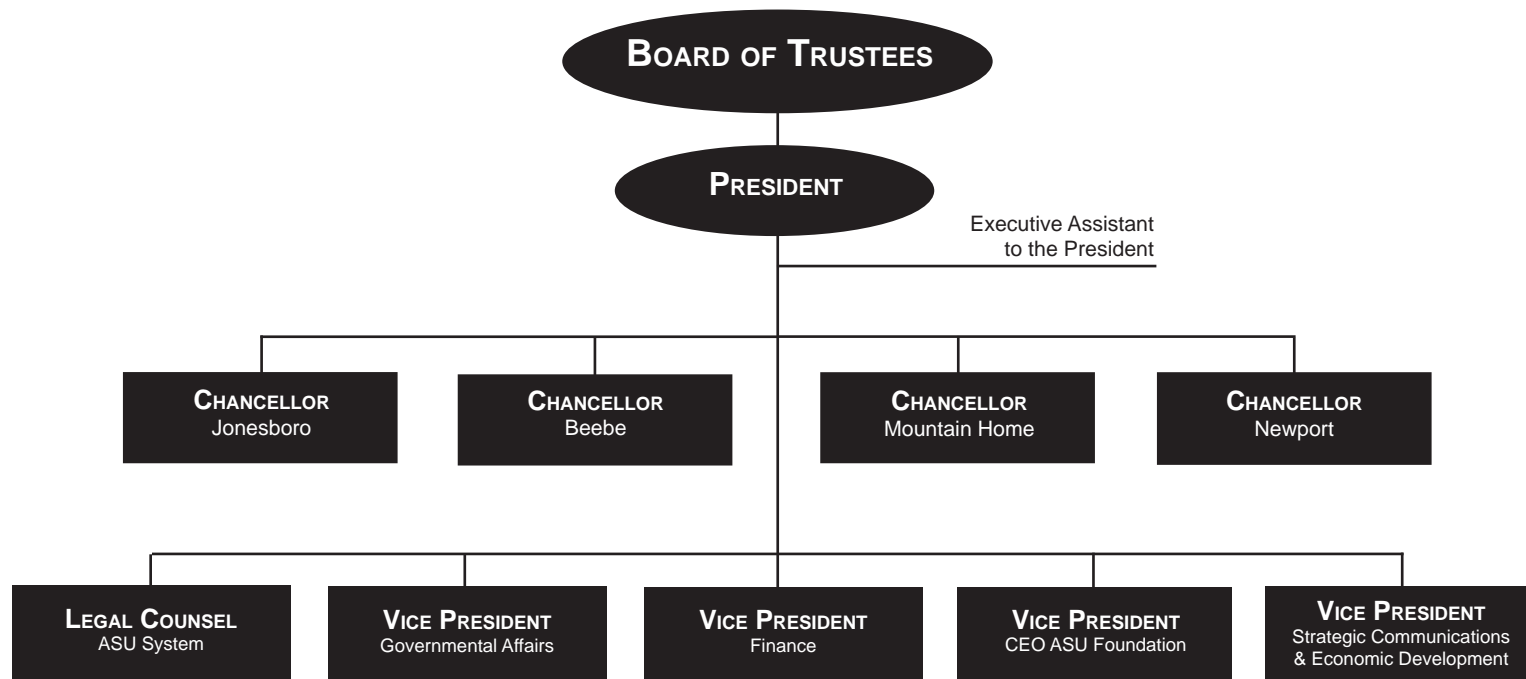 BOARD OF TRUSTEES
PRESIDENT
Executive Assistant
to the President
CHANCELLOR
Jonesboro
CHANCELLOR
Beebe
CHANCELLOR
Mountain Home
CHANCELLOR
Newport
LEGAL COUNSEL
ASU System
VICE PRESIDENT
Governmental Affairs
VICE PRESIDENT
Finance
VICE PRESIDENT
CEO ASU Foundation
VICE PRESIDENT
Strategic Communications
& Economic Development